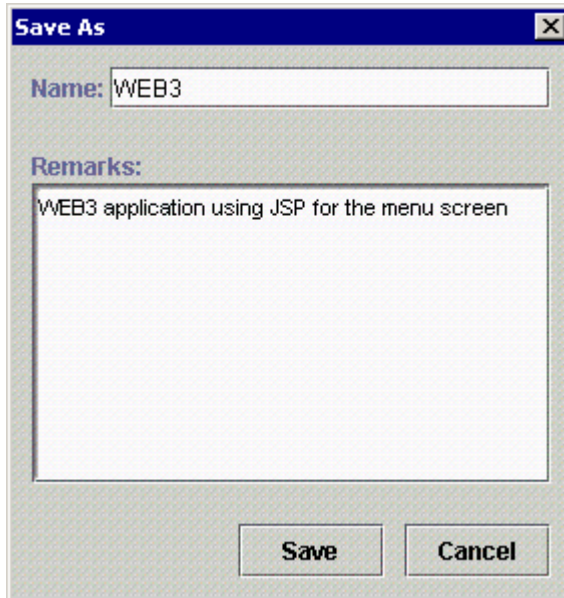 Save As
Name: WEB3
Remarks:
WEB3 application using JSP for the menu screen
Save Cancel